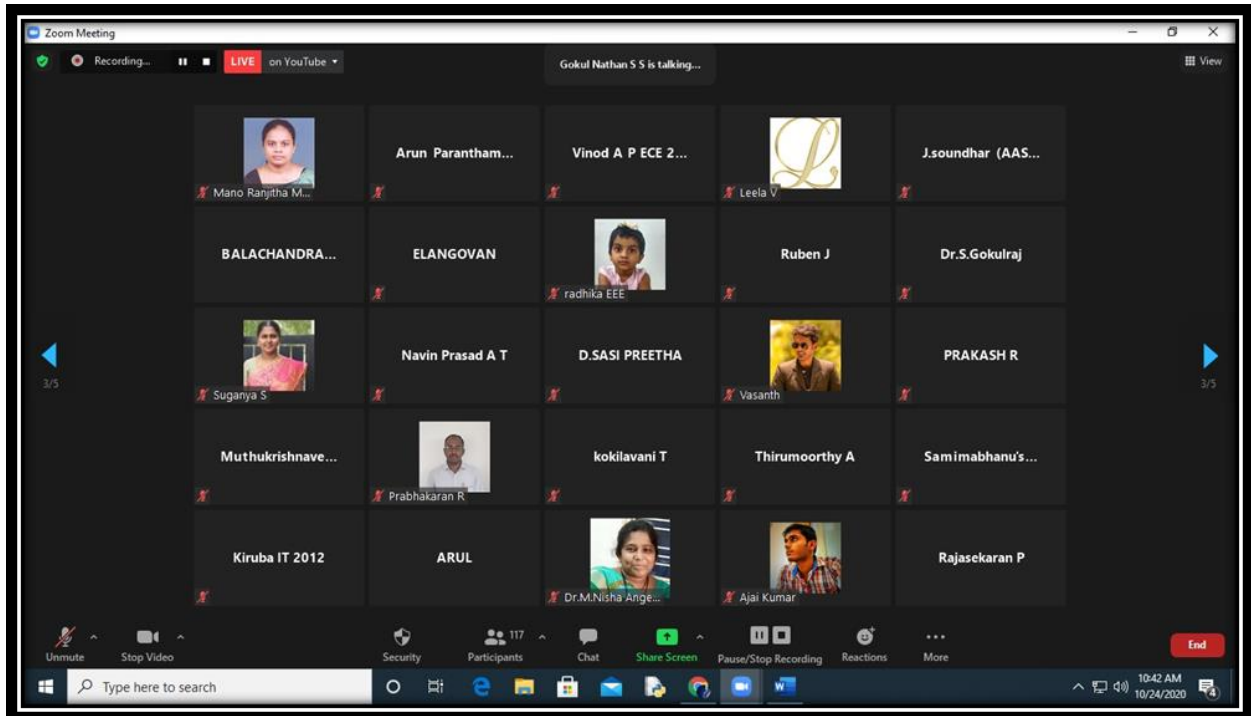 Zoom Meeting
Recording... LIVE on YouTube Gokul Nathan S S is talking... View
Mano Ranjitha M... Arun Parantham... Vinod A P ECE 2... Leela V J.soundhar (AAS...
BALACHANDRA... ELANGOVAN radhika EEE Ruben J Dr.S.Gokulraj
Suganya S Navin Prasad A T D.SASI PREETHA Vasanth PRAKASH R
3/5 3/5
Muthukrishnave... Prabhakaran R kokilavani T Thirumoorthy A Samimabhanu's...
Kiruba IT 2012 ARUL Dr.M.Nisha Ange... Ajai Kumar Rajasekaran P
Unmute Stop Video Security Participants 117 Chat Share Screen Pause/Stop Recording Reactions More End
Type here to search 10:42 AM
10/24/2020 4